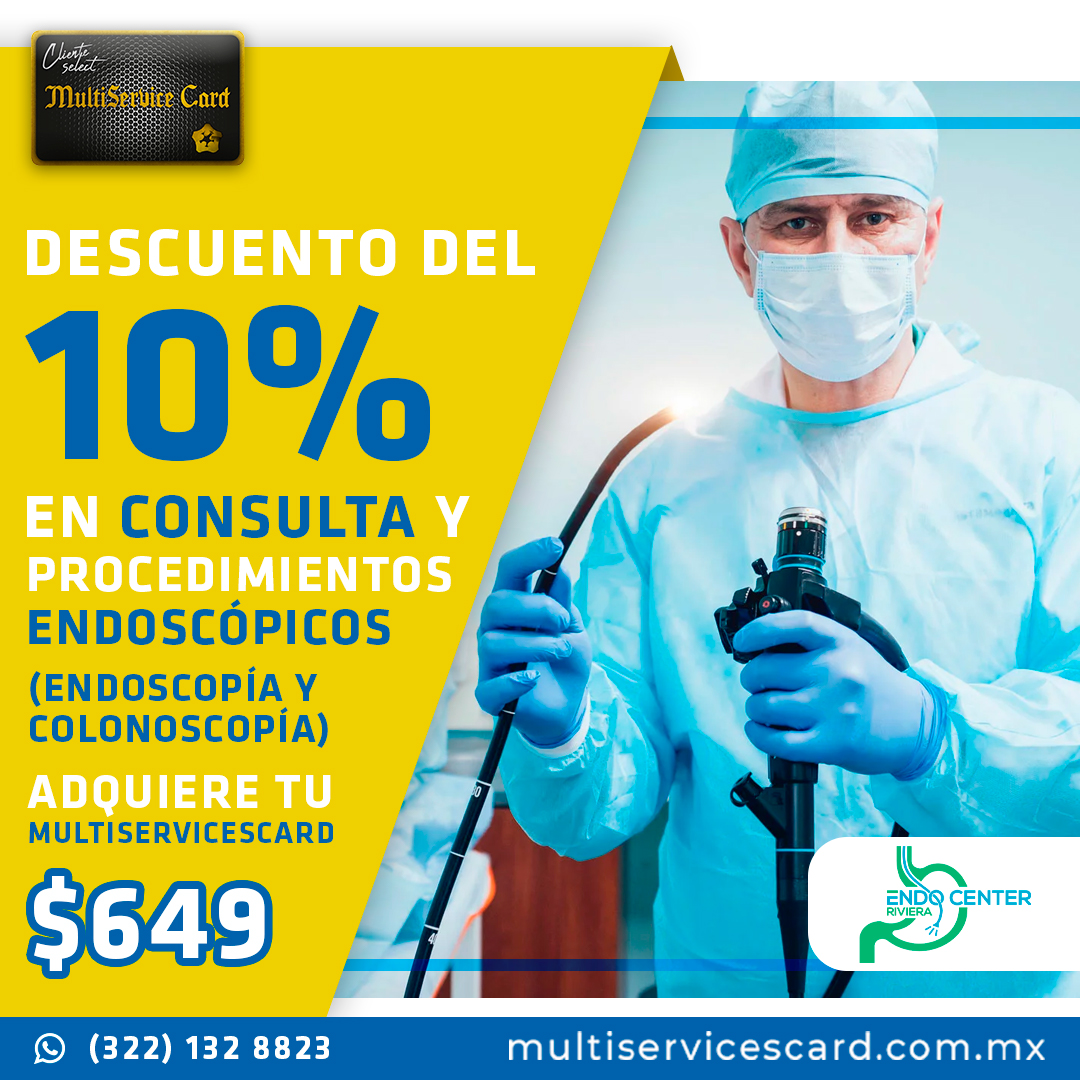 Cliente
select
MultiService Card
DESCUENTO DEL
10%
EN CONSULTA Y
PROCEDIMIENTOS
ENDOSCÓPICOS
(ENDOSCOPÍA Y
COLONOSCOPÍA)
ADQUIERE TU
MULTISERVICESCARD
$649
ENDO CENTER
RIVIERA
(322) 132 8823
multiservicescard.com.mx